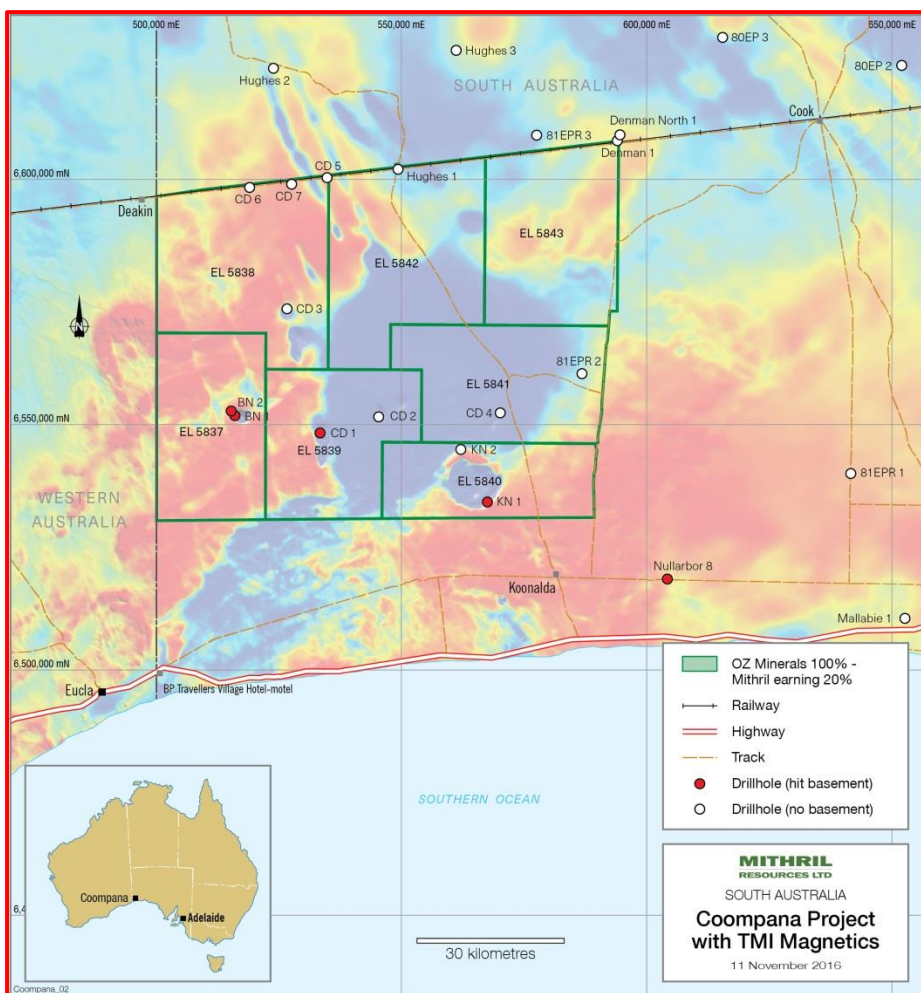 500,000 mE
600,000 mE
650,000 mE
80EP 3
Hughes 3
80EP 2
Hughes 2
SOUTH AUSTRALIA
Cook
Denman North 1
81EPR 3
Denman 1
CD 5
Hughes 1
6,600,000 mN
CD 7
CD 6
Deakin
EL 5843
EL 5842
EL 5838
CD 3
N
81EPR 2
EL 5841
BN 2
CD 4
BN 1
CD 2
6,550,000 mN
EL 5837
CD 1
EL 5839
KN 2
81EPR 1
EL 5840
WESTERN
AUSTRALIA
KN 1
Nullarbor 8
Koonalda
Mallabie 1
6,500,000 mN
Eucla
BP Travellers Village Hotel-motel
OZ Minerals 100% -
Mithril earning 20%
Railway
Highway
Track
Drillhole (hit basement)
Drillhole (no basement)
SOUTHERN OCEAN
Coompana
Adelaide
30 kilometres
MITHRIL
RESOURCES LTD
SOUTH AUSTRALIA
Coompana Project
with TMI Magnetics
11 November 2016
Coompana_02